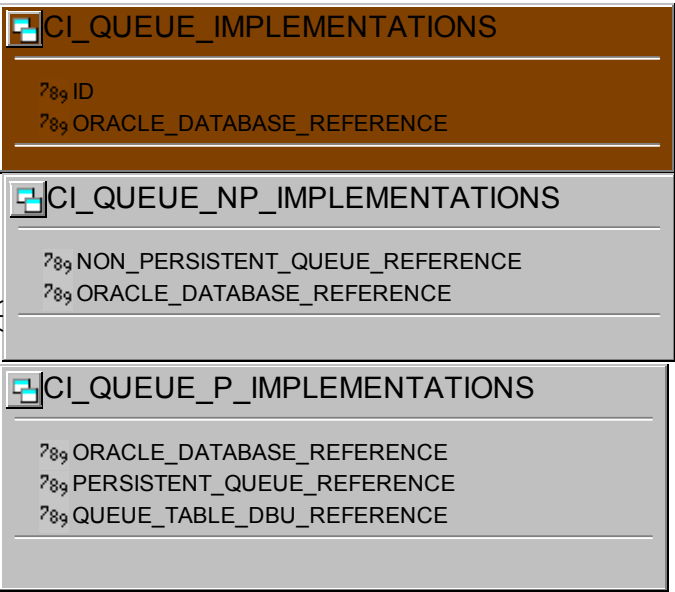 CI_QUEUE_IMPLEMENTATIONS
789 ID
789 ORACLE_DATABASE_REFERENCE
CI_QUEUE_NP_IMPLEMENTATIONS
789 NON_PERSISTENT_QUEUE_REFERENCE
789 ORACLE_DATABASE_REFERENCE
CI_QUEUE_P_IMPLEMENTATIONS
789 ORACLE_DATABASE_REFERENCE
789 PERSISTENT_QUEUE_REFERENCE
789 QUEUE_TABLE_DBU_REFERENCE